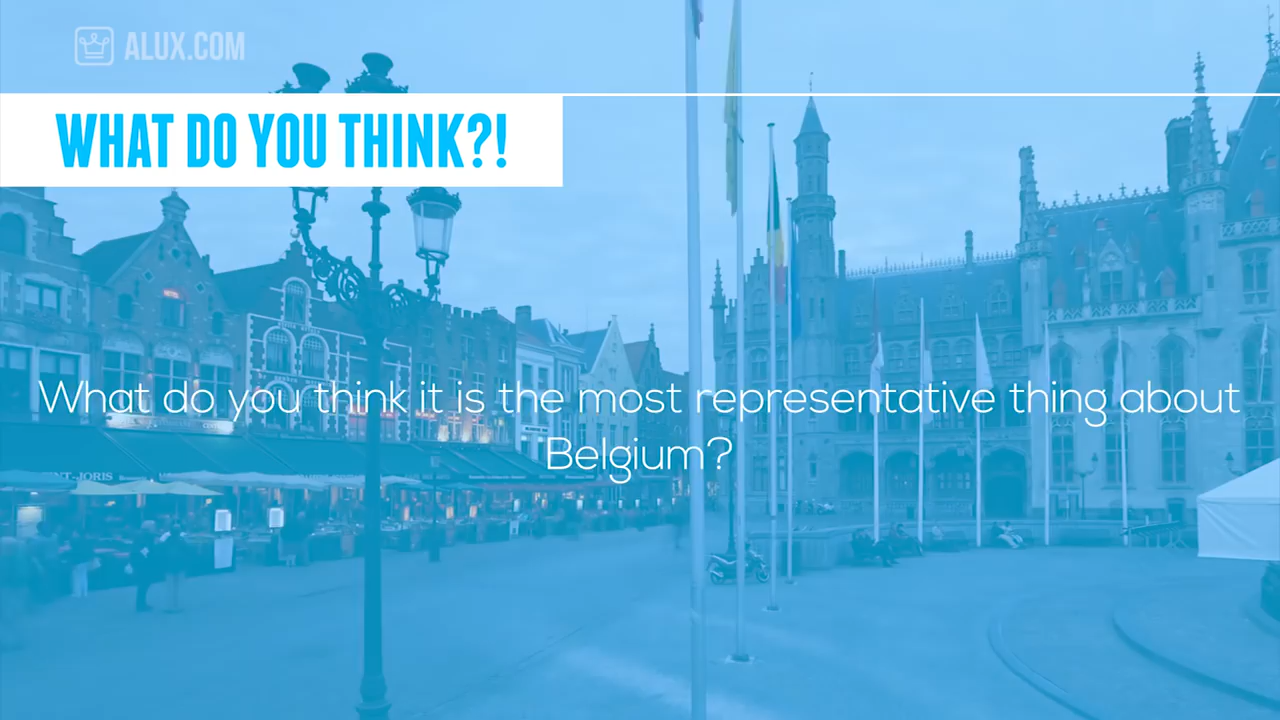 ALUX.COM
WHAT DO YOU THINK?!
What do you think it is the most representative thing about
Belgium?